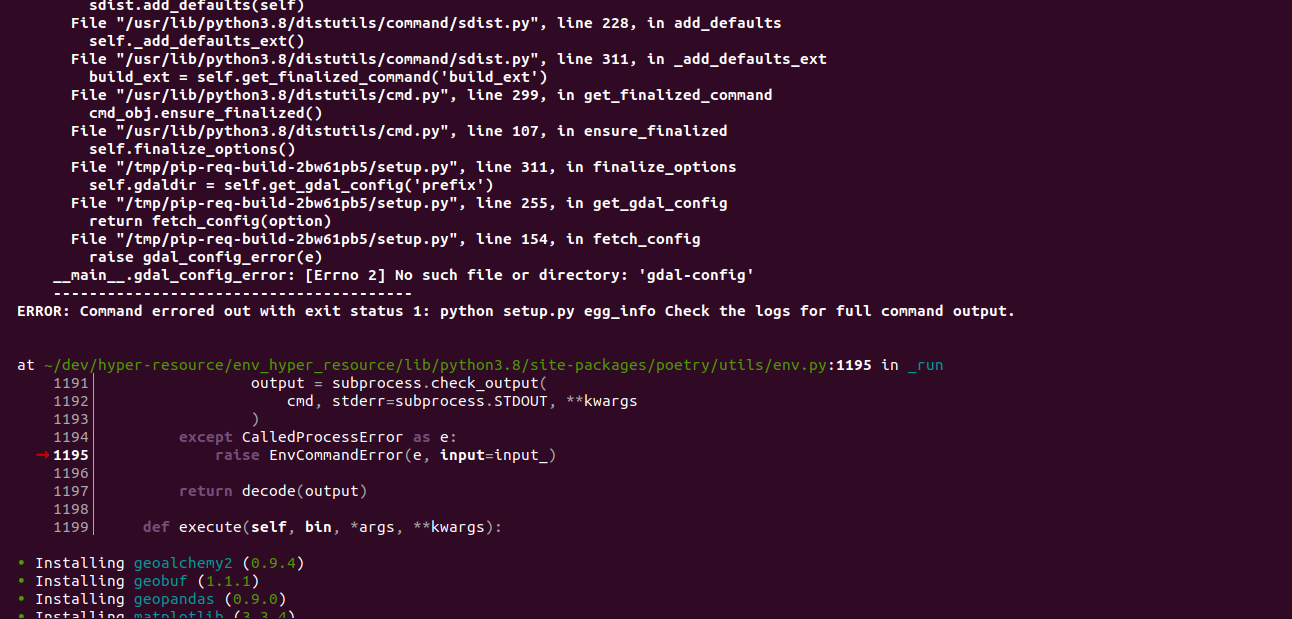 sdist.add_defaults(self)
File "/usr/lib/python3.8/distutils/command/sdist.py", line 228, in add_defaults
self._add_defaults_ext()
File "/usr/lib/python3.8/distutils/command/sdist.py", line 311, in _add_defaults_ext
build_ext = self.get_finalized_command('build_ext')
File "/usr/lib/python3.8/distutils/cmd.py", line 299, in get_finalized_command
cmd_obj.ensure_finalized()
File "/usr/lib/python3.8/distutils/cmd.py", line 107, in ensure_finalized
self.finalize_options()
File "/tmp/pip-req-build-2bw61pb5/setup.py", line 311, in finalize_options
self.gdaldir = self.get_gdal_config('prefix')
File "/tmp/pip-req-build-2bw61pb5/setup.py", line 255, in get_gdal_config
return fetch_config(option)
File "/tmp/pip-req-build-2bw61pb5/setup.py", line 154, in fetch_config
raise gdal_config_error(e)
__main__.gdal_config_error: [Errno 2] No such file or directory: 'gdal-config'
----------------------------------------
ERROR: Command errored out with exit status 1: python setup.py egg_info Check the logs for full command output.
at ~/dev/hyper-resource/env_hyper_resource/lib/python3.8/site-packages/poetry/utils/env.py:1195 in _run
1191│ output = subprocess.check_output(
1192│ cmd, stderr=subprocess.STDOUT, **kwargs
1193│ )
1194│ except CalledProcessError as e:
→ 1195│ raise EnvCommandError(e, input=input_)
1196│
1197│ return decode(output)
1198│
1199│ def execute(self, bin, *args, **kwargs):
• Installing geoalchemy2 (0.9.4)
• Installing geobuf (1.1.1)
• Installing geopandas (0.9.0)
• Installing matplotlib (3.3.4)